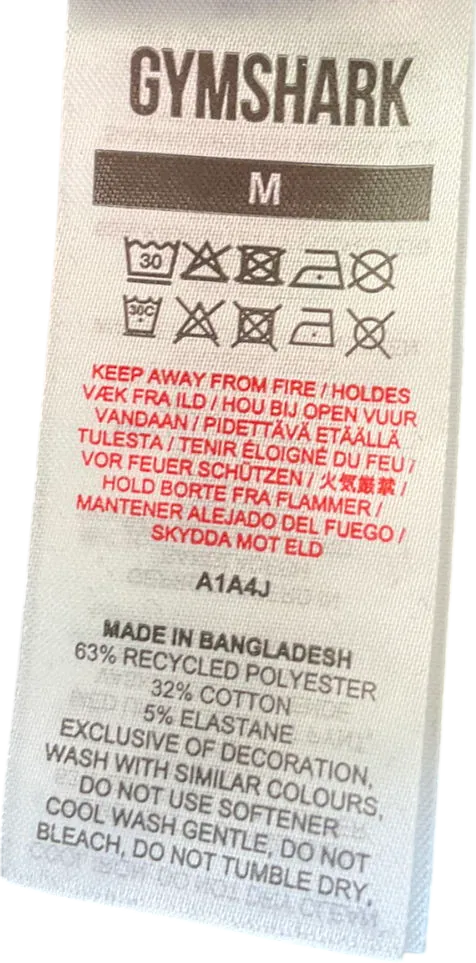 GYMSHARK
M
30
30C
KEEP AWAY FROM FIRE / HOLDES
VÆK FRA ILD / HOU BIJ OPEN VUUR
VANDAAN / PIDETTÄVÄ ETÄÄLLÄ
TULESTA / TENIR ÉLOIGNÉ DU FEU /
VOR FEUER SCHÜTZEN / 火気厳禁 /
HOLD BORTE FRA FLAMMER /
MANTENER ALEJADO DEL FUEGO /
SKYDDA MOT ELD
A1A4J
MADE IN BANGLADESH
63% RECYCLED POLYESTER
32% COTTON
5% ELASTANE
EXCLUSIVE OF DECORATION,
WASH WITH SIMILAR COLOURS,
DO NOT USE SOFTENER
COOL WASH GENTLE, DO NOT
BLEACH, DO NOT TUMBLE DRY,